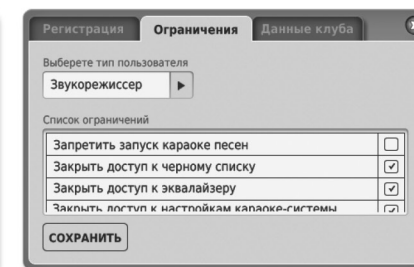 Регистрация Ограничения Данные клуба
Выберете тип пользователя
Звукорежиссер
Список ограничений
Запретить запуск караоке песен
Закрыть доступ к черному списку
Закрыть доступ к эквалайзеру
Закрыть доступ к настройкам караоке-системы
СОХРАНИТЬ